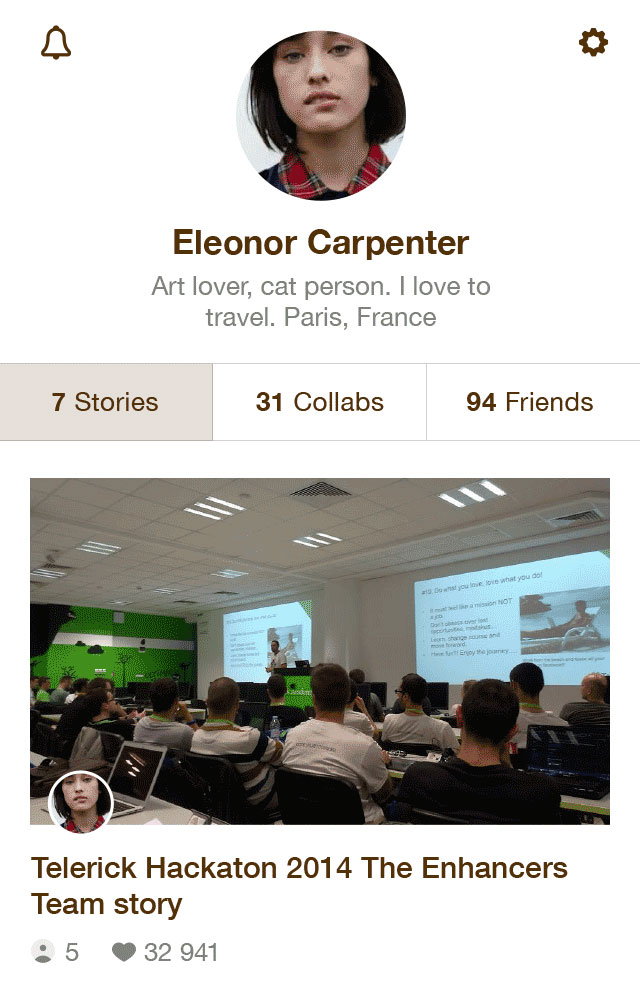 Eleonor Carpenter
Art lover, cat person. I love to
travel. Paris, France
7 Stories
31 Collabs
94 Friends
#10. Do what you love, love what you do!
It must feel like a mission NOT
a job.
Don't obsess over lost
opportunities, mistakes...
Learn, change course and
move forward.
Have fun!!! Enjoy the journey....
Telerick Hackaton 2014 The Enhancers
Team story
5
32 941